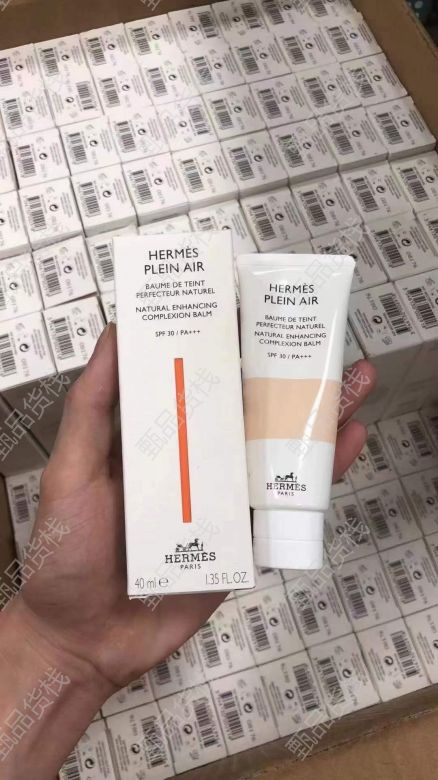 HERMÈS
PLEIN AIR
BAUME DE TEINT
PERFECTEUR NATUREL
NATURAL ENHANCING
COMPLEXION BALM
SPF 30 / PA+++
HERMÈS
PARIS
40 ml e
1.35 FL.OZ.
HERMÈS
PLEIN AIR
BAUME DE TEINT
PERFECTEUR NATUREL
NATURAL ENHANCING
COMPLEXION BALM
SPF 30 / PA+++
HERMÈS
PARIS
甄品货栈